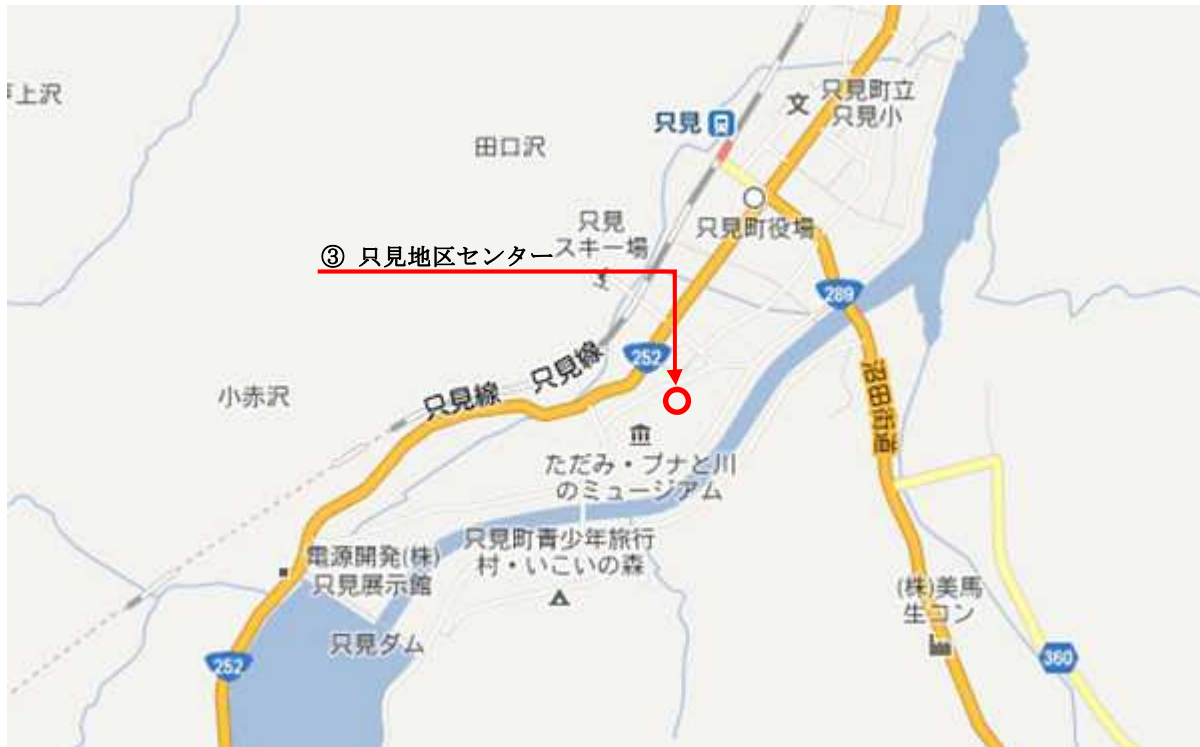 上沢
只見町立
只見小
只見
田口沢
只見
スキー場
只見町役場
③ 只見地区センター
289
252
只見線
只見線
沼田街道
小赤沢
ただみ・ブナと川
のミュージアム
只見町青少年旅行
村・いこいの森
電源開発(株)
只見展示館
(株)美馬
生コン
只見ダム
252
360